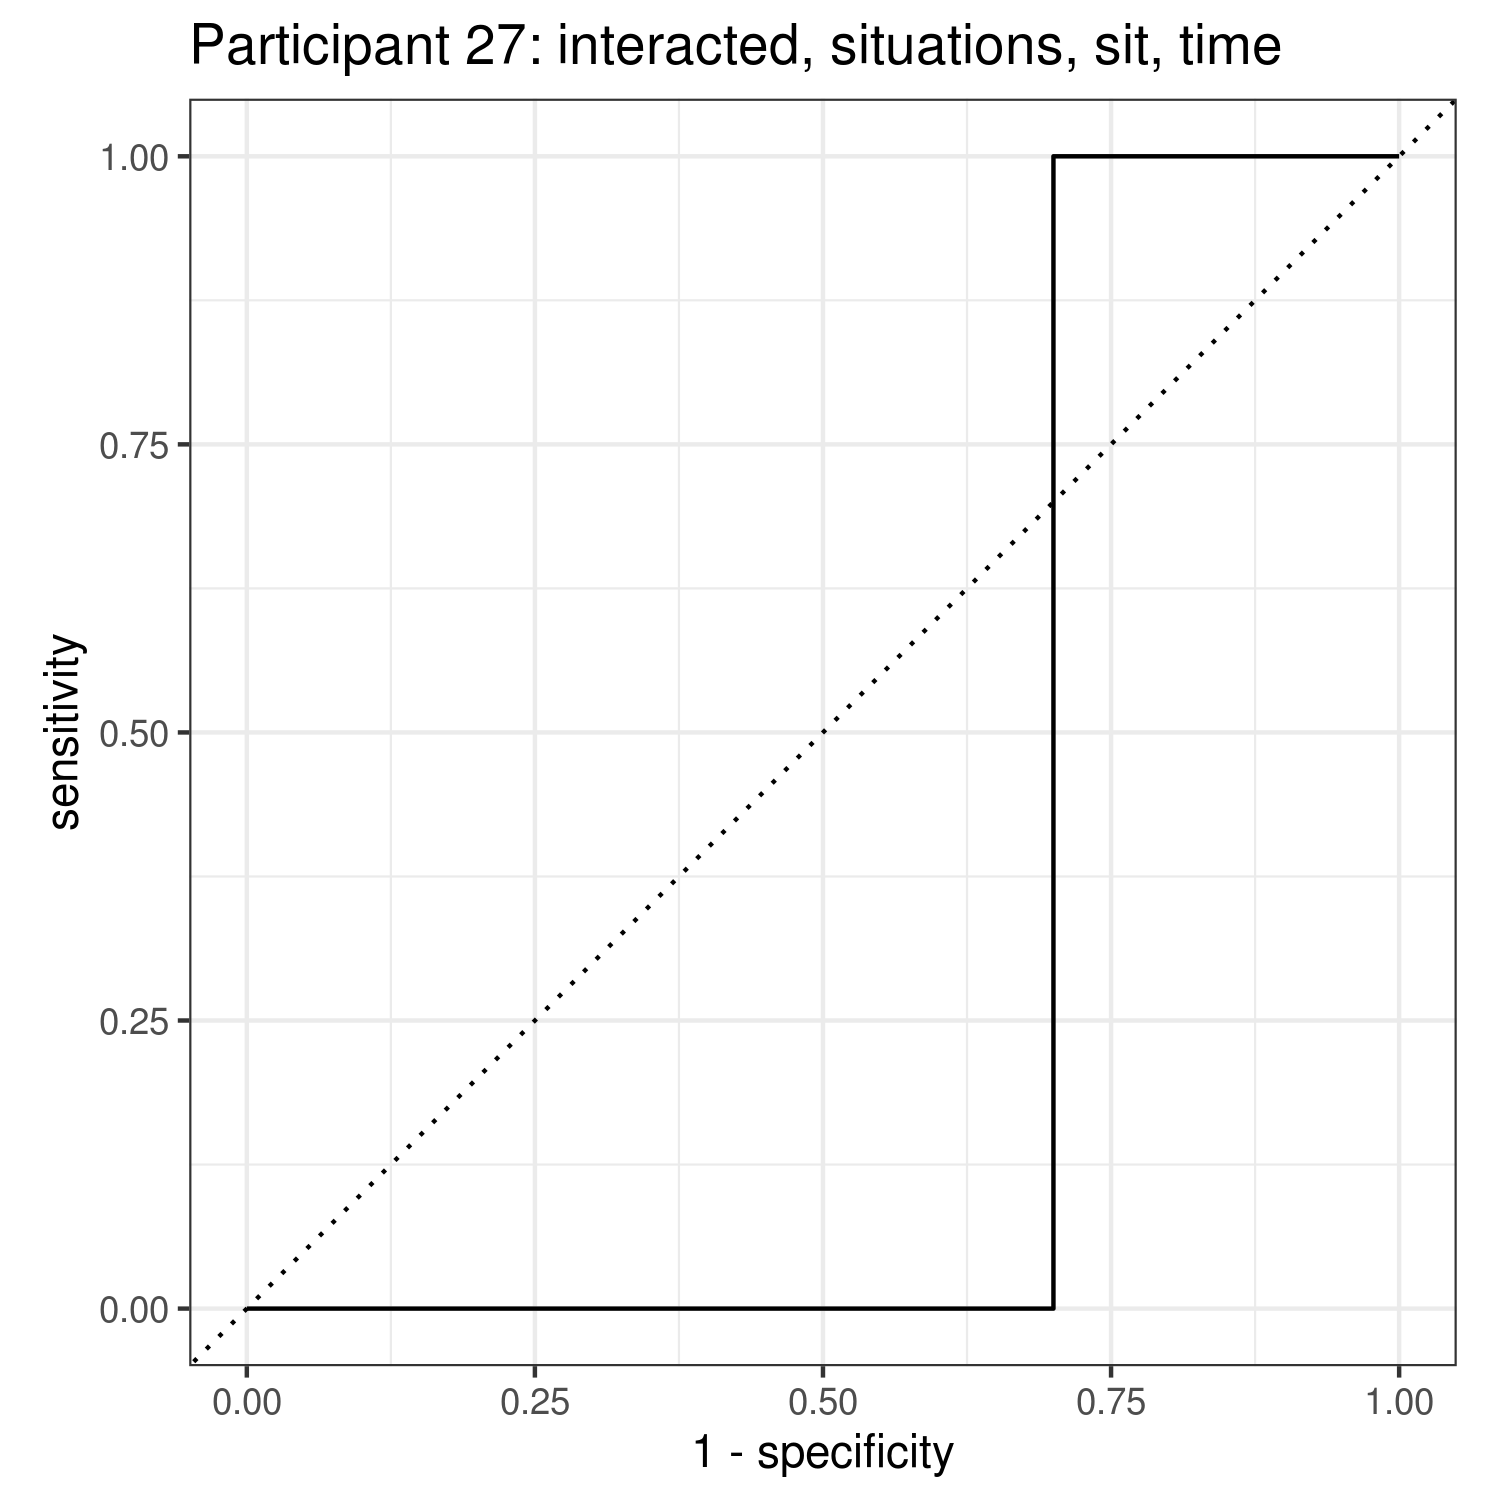 Participant 27: interacted, situations, sit, time
1.00
0.75
0.50
0.25
0.00
sensitivity
0.00 0.25 0.50 0.75 1.00
1 - specificity